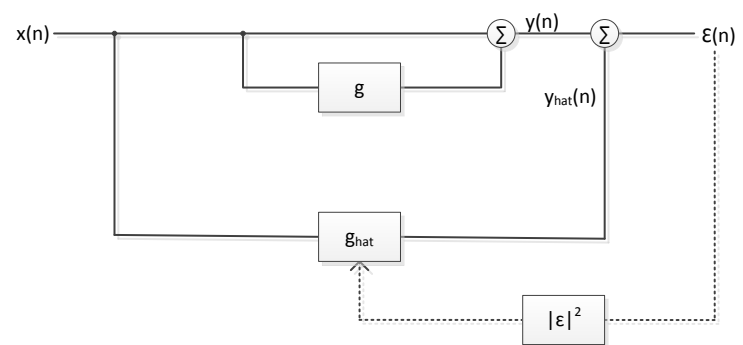 x(n)
Σ
y(n)
Σ
Ɛ(n)
g
yhat(n)
ghat
|ε|²